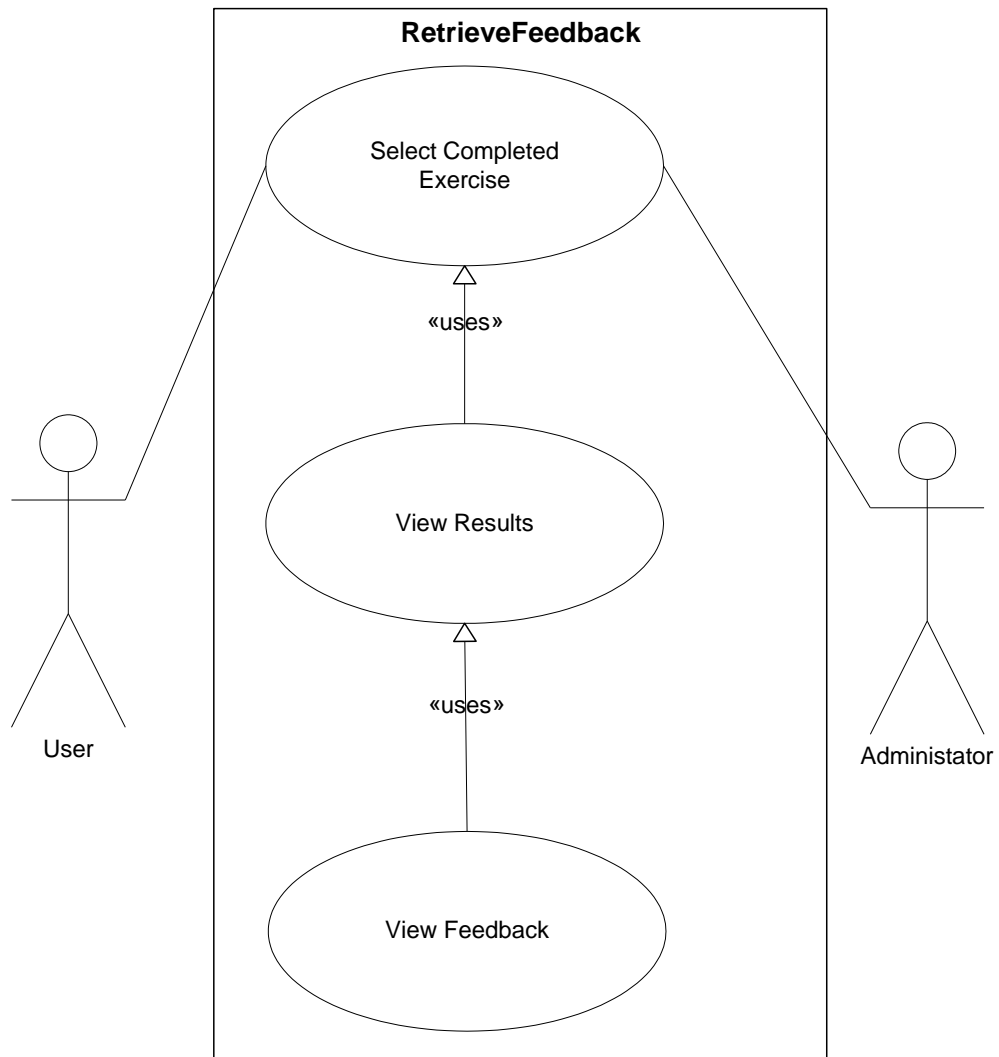 RetrieveFeedback
Select Completed
Exercise
«uses»
View Results
«uses»
User
Administator
View Feedback